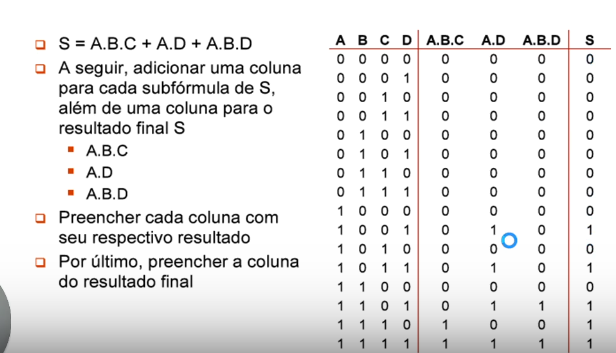 S = A.B.C + A.D + A.B.D
A seguir, adicionar uma coluna
para cada subfórmula de S,
além de uma coluna para o
resultado final S
A.B.C
A.D
A.B.D
Preencher cada coluna com
seu respectivo resultado
Por último, preencher a coluna
do resultado final
A B C D A.B.C A.D A.B.D S
0 0 0 0 0 0 0 0
0 0 0 1 0 0 0 0
0 0 1 0 0 0 0 0
0 0 1 1 0 0 0 0
0 1 0 0 0 0 0 0
0 1 0 1 0 0 0 0
0 1 1 0 0 0 0 0
0 1 1 1 0 0 0 0
1 0 0 0 0 0 0 0
1 0 0 1 0 1 0 1
1 0 1 0 0 0 0 0
1 0 1 1 0 1 0 1
1 1 0 0 0 0 0 0
1 1 0 1 0 1 1 1
1 1 1 0 1 0 0 1
1 1 1 1 1 1 1 1